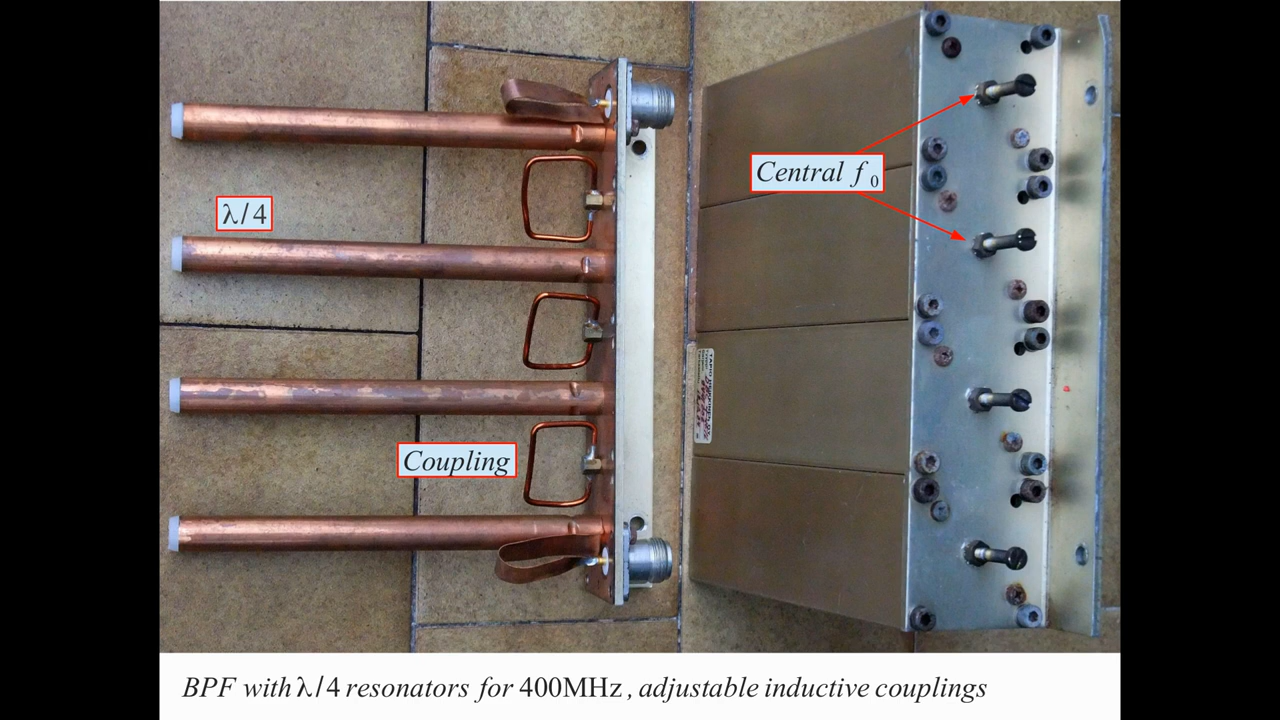 Central f₀
λ/4
Coupling
BPF with λ/4 resonators for 400MHz, adjustable inductive couplings